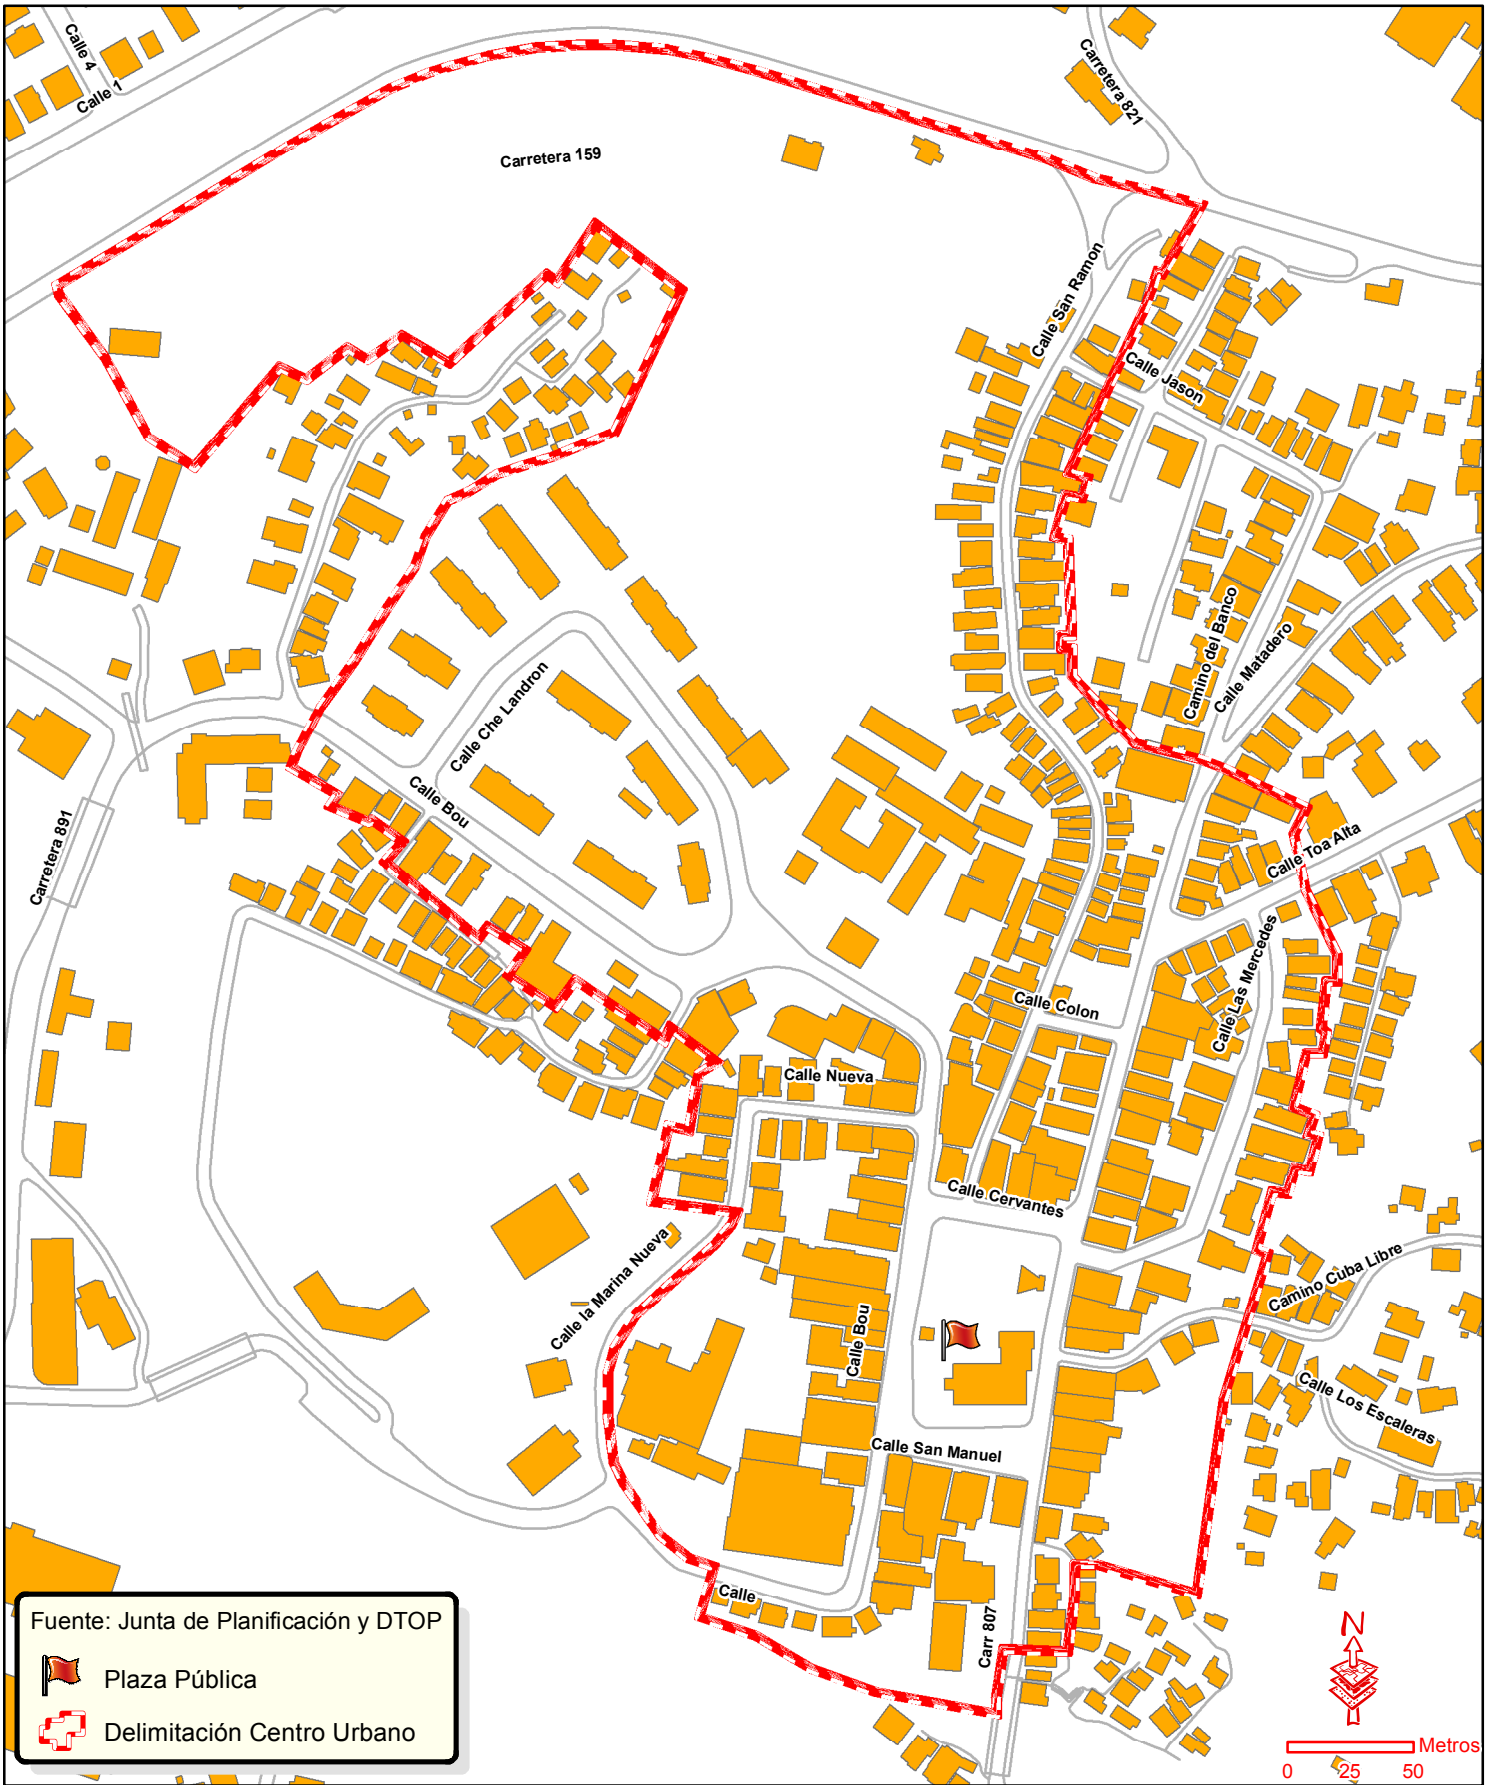 Calle 4
Calle 1
Carretera 821
Carretera 159
Calle San Ramon
Calle Jason
Camino del Banco
Calle Matadero
Calle Che Landron
Calle Bou
Carretera 891
Calle Toa Alta
Calle Las Mercedes
Calle Colon
Calle Nueva
Calle Cervantes
Calle la Marina Nueva
Camino Cuba Libre
Calle Bou
Calle Los Escaleras
Calle San Manuel
Calle
Carr 807
Fuente: Junta de Planificación y DTOP
Plaza Pública
Delimitación Centro Urbano
N
Metros
0 25 50